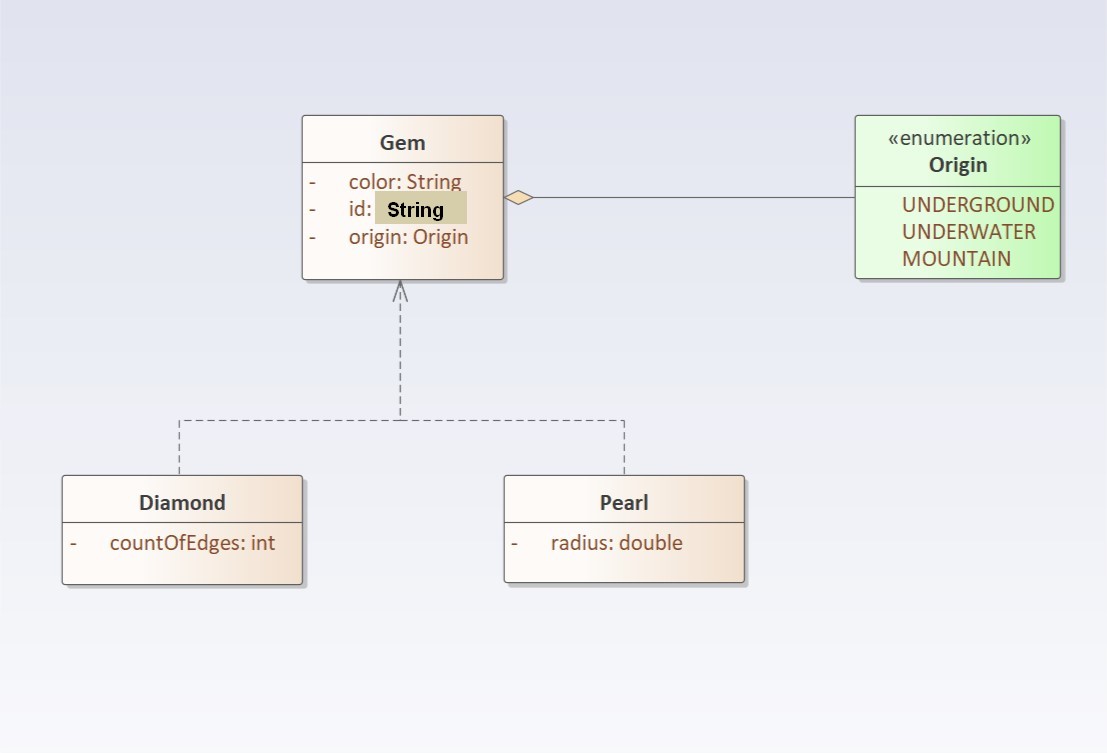 Gem
- color: String
- id: String
- origin: Origin
«enumeration»
Origin
UNDERGROUND
UNDERWATER
MOUNTAIN
Diamond
- countOfEdges: int
Pearl
- radius: double